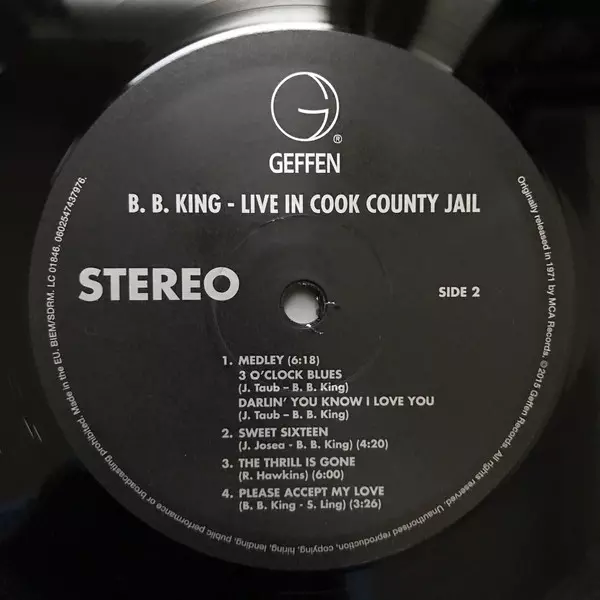 G
®
GEFFEN
B. B. KING - LIVE IN COOK COUNTY JAIL
STEREO
SIDE 2
1. MEDLEY (6:18)
3 O'CLOCK BLUES
(J. Taub – B. B. King)
DARLIN' YOU KNOW I LOVE YOU
(J. Taub – B. B. King)
2. SWEET SIXTEEN
(J. Josea - B. B. King) (4:20)
3. THE THRILL IS GONE
(R. Hawkins) (6:00)
4. PLEASE ACCEPT MY LOVE
(B. B. King - S. Ling) (3:26)
Originally released in 1971 by MCA Records. ©2015 Geffen Records. All rights reserved. Unauthorised reproduction, copying, hiring, lending, public performance or broadcasting prohibited. Made in the EU. BIEM/SDRM. LC 01846. 0602547437976.